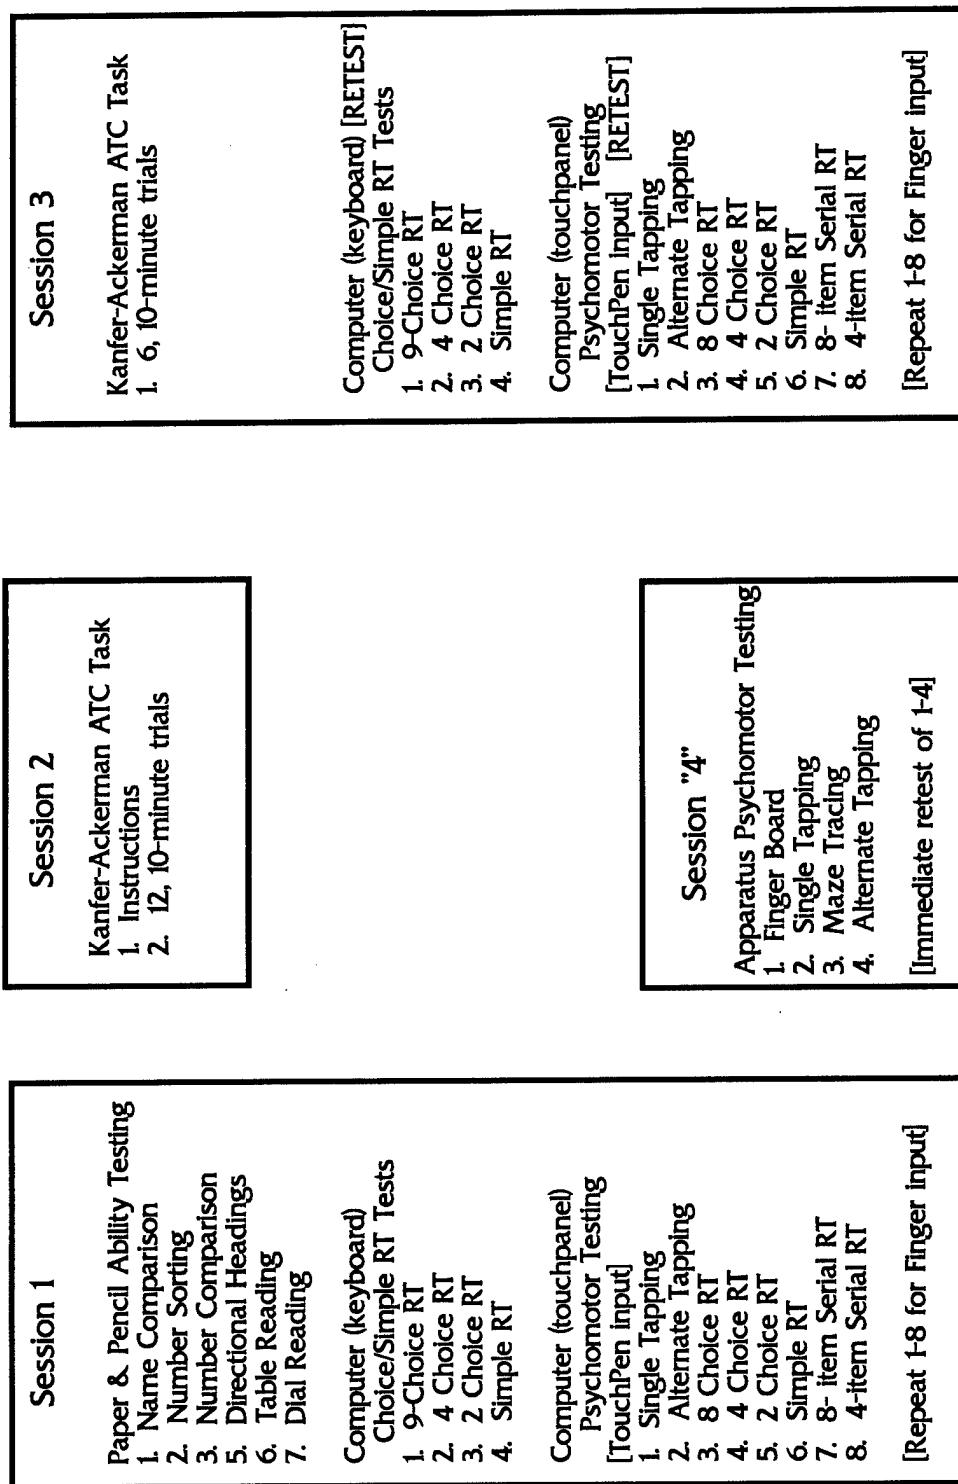 Session 1
Paper & Pencil Ability Testing
1. Name Comparison
2. Number Sorting
3. Number Comparison
5. Directional Headings
6. Table Reading
7. Dial Reading
Computer (keyboard)
Choice/Simple RT Tests
1. 9-Choice RT
2. 4 Choice RT
3. 2 Choice RT
4. Simple RT
Computer (touchpanel)
Psychomotor Testing
[TouchPen input]
1. Single Tapping
2. Alternate Tapping
3. 8 Choice RT
4. 4 Choice RT
5. 2 Choice RT
6. Simple RT
7. 8- item Serial RT
8. 4-item Serial RT
[Repeat 1-8 for Finger input]
Session 2
Kanfer-Ackerman ATC Task
1. Instructions
2. 12, 10-minute trials
Session "4"
Apparatus Psychomotor Testing
1. Finger Board
2. Single Tapping
3. Maze Tracing
4. Alternate Tapping
[Immediate retest of 1-4]
Session 3
Kanfer-Ackerman ATC Task
1. 6, 10-minute trials
Computer (keyboard) [RETEST]
Choice/Simple RT Tests
1. 9-Choice RT
2. 4 Choice RT
3. 2 Choice RT
4. Simple RT
Computer (touchpanel)
Psychomotor Testing
[TouchPen Input] [RETEST]
1. Single Tapping
2. Alternate Tapping
3. 8 Choice RT
4. 4 Choice RT
5. 2 Choice RT
6. Simple RT
7. 8- item Serial RT
8. 4-item Serial RT
[Repeat 1-8 for Finger input]